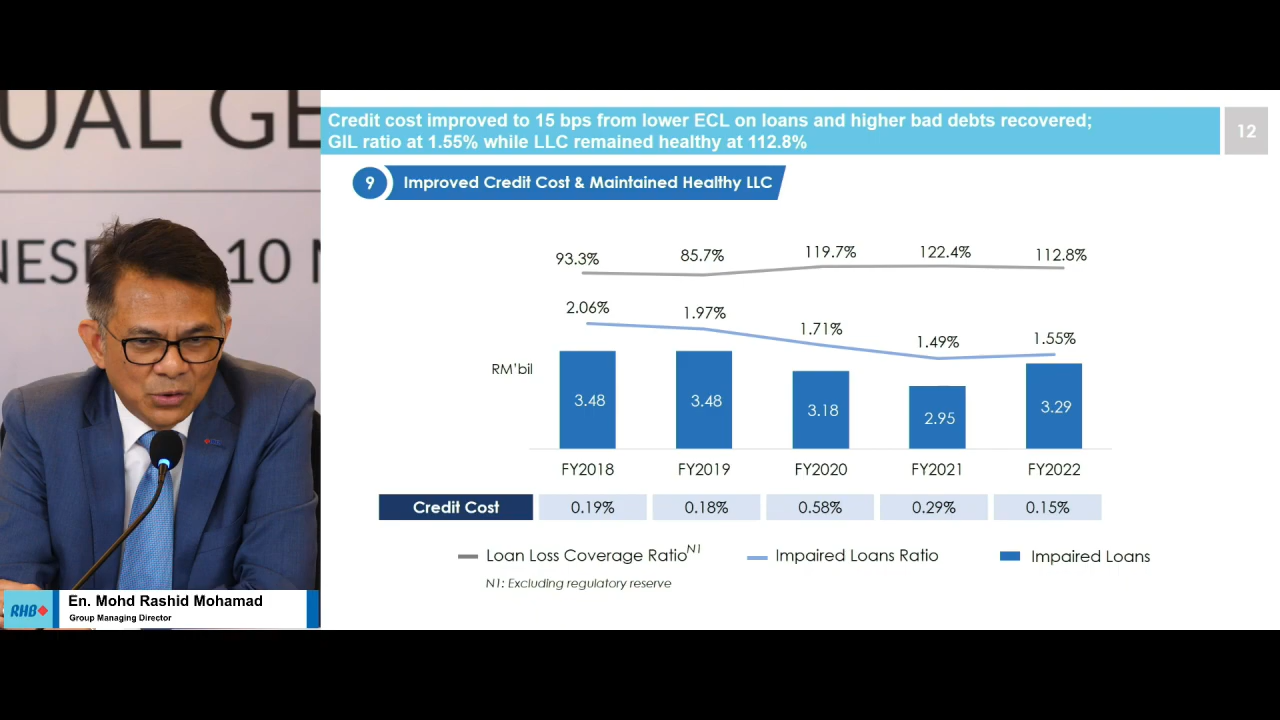 UAL GE
NES 10
RHB
En. Mohd Rashid Mohamad
Group Managing Director
Credit cost improved to 15 bps from lower ECL on loans and higher bad debts recovered;
GIL ratio at 1.55% while LLC remained healthy at 112.8%
12
9 Improved Credit Cost & Maintained Healthy LLC
93.3% 85.7% 119.7% 122.4% 112.8%
2.06% 1.97% 1.71% 1.49% 1.55%
RM'bil
3.48 3.48 3.18 2.95 3.29
FY2018 FY2019 FY2020 FY2021 FY2022
Credit Cost 0.19% 0.18% 0.58% 0.29% 0.15%
Loan Loss Coverage Ratio N1 Impaired Loans Ratio Impaired Loans
N1: Excluding regulatory reserve